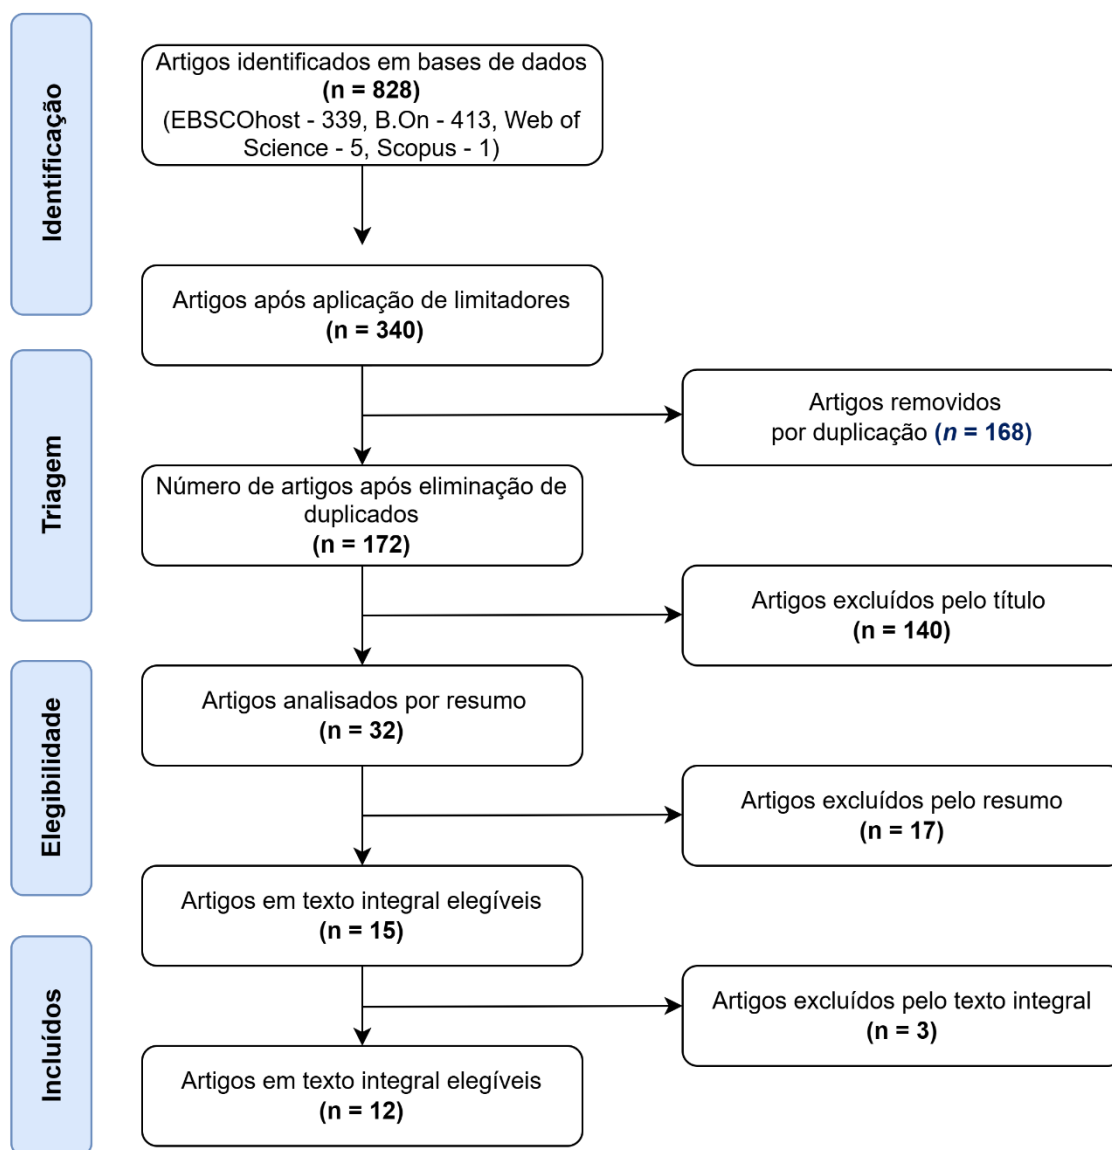 Identificação
Artigos identificados em bases de dados
(n = 828)
(EBSCOhost - 339, B.On - 413, Web of
Science - 5, Scopus - 1)
Artigos após aplicação de limitadores
(n = 340)
Triagem
Artigos removidos
por duplicação (n = 168)
Número de artigos após eliminação de
duplicados
(n = 172)
Artigos excluídos pelo título
(n = 140)
Elegibilidade
Artigos analisados por resumo
(n = 32)
Artigos excluídos pelo resumo
(n = 17)
Artigos em texto integral elegíveis
(n = 15)
Incluídos
Artigos excluídos pelo texto integral
(n = 3)
Artigos em texto integral elegíveis
(n = 12)